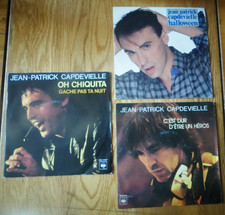 JEAN-PATRICK CAPDEVIELLE
OH CHIQUITA
GACHE PAS TA NUIT
jean patrick
capdevielle
halloween
JEAN-PATRICK CAPDEVIELLE
C'EST DUR
D'ÊTRE UN HÉROS